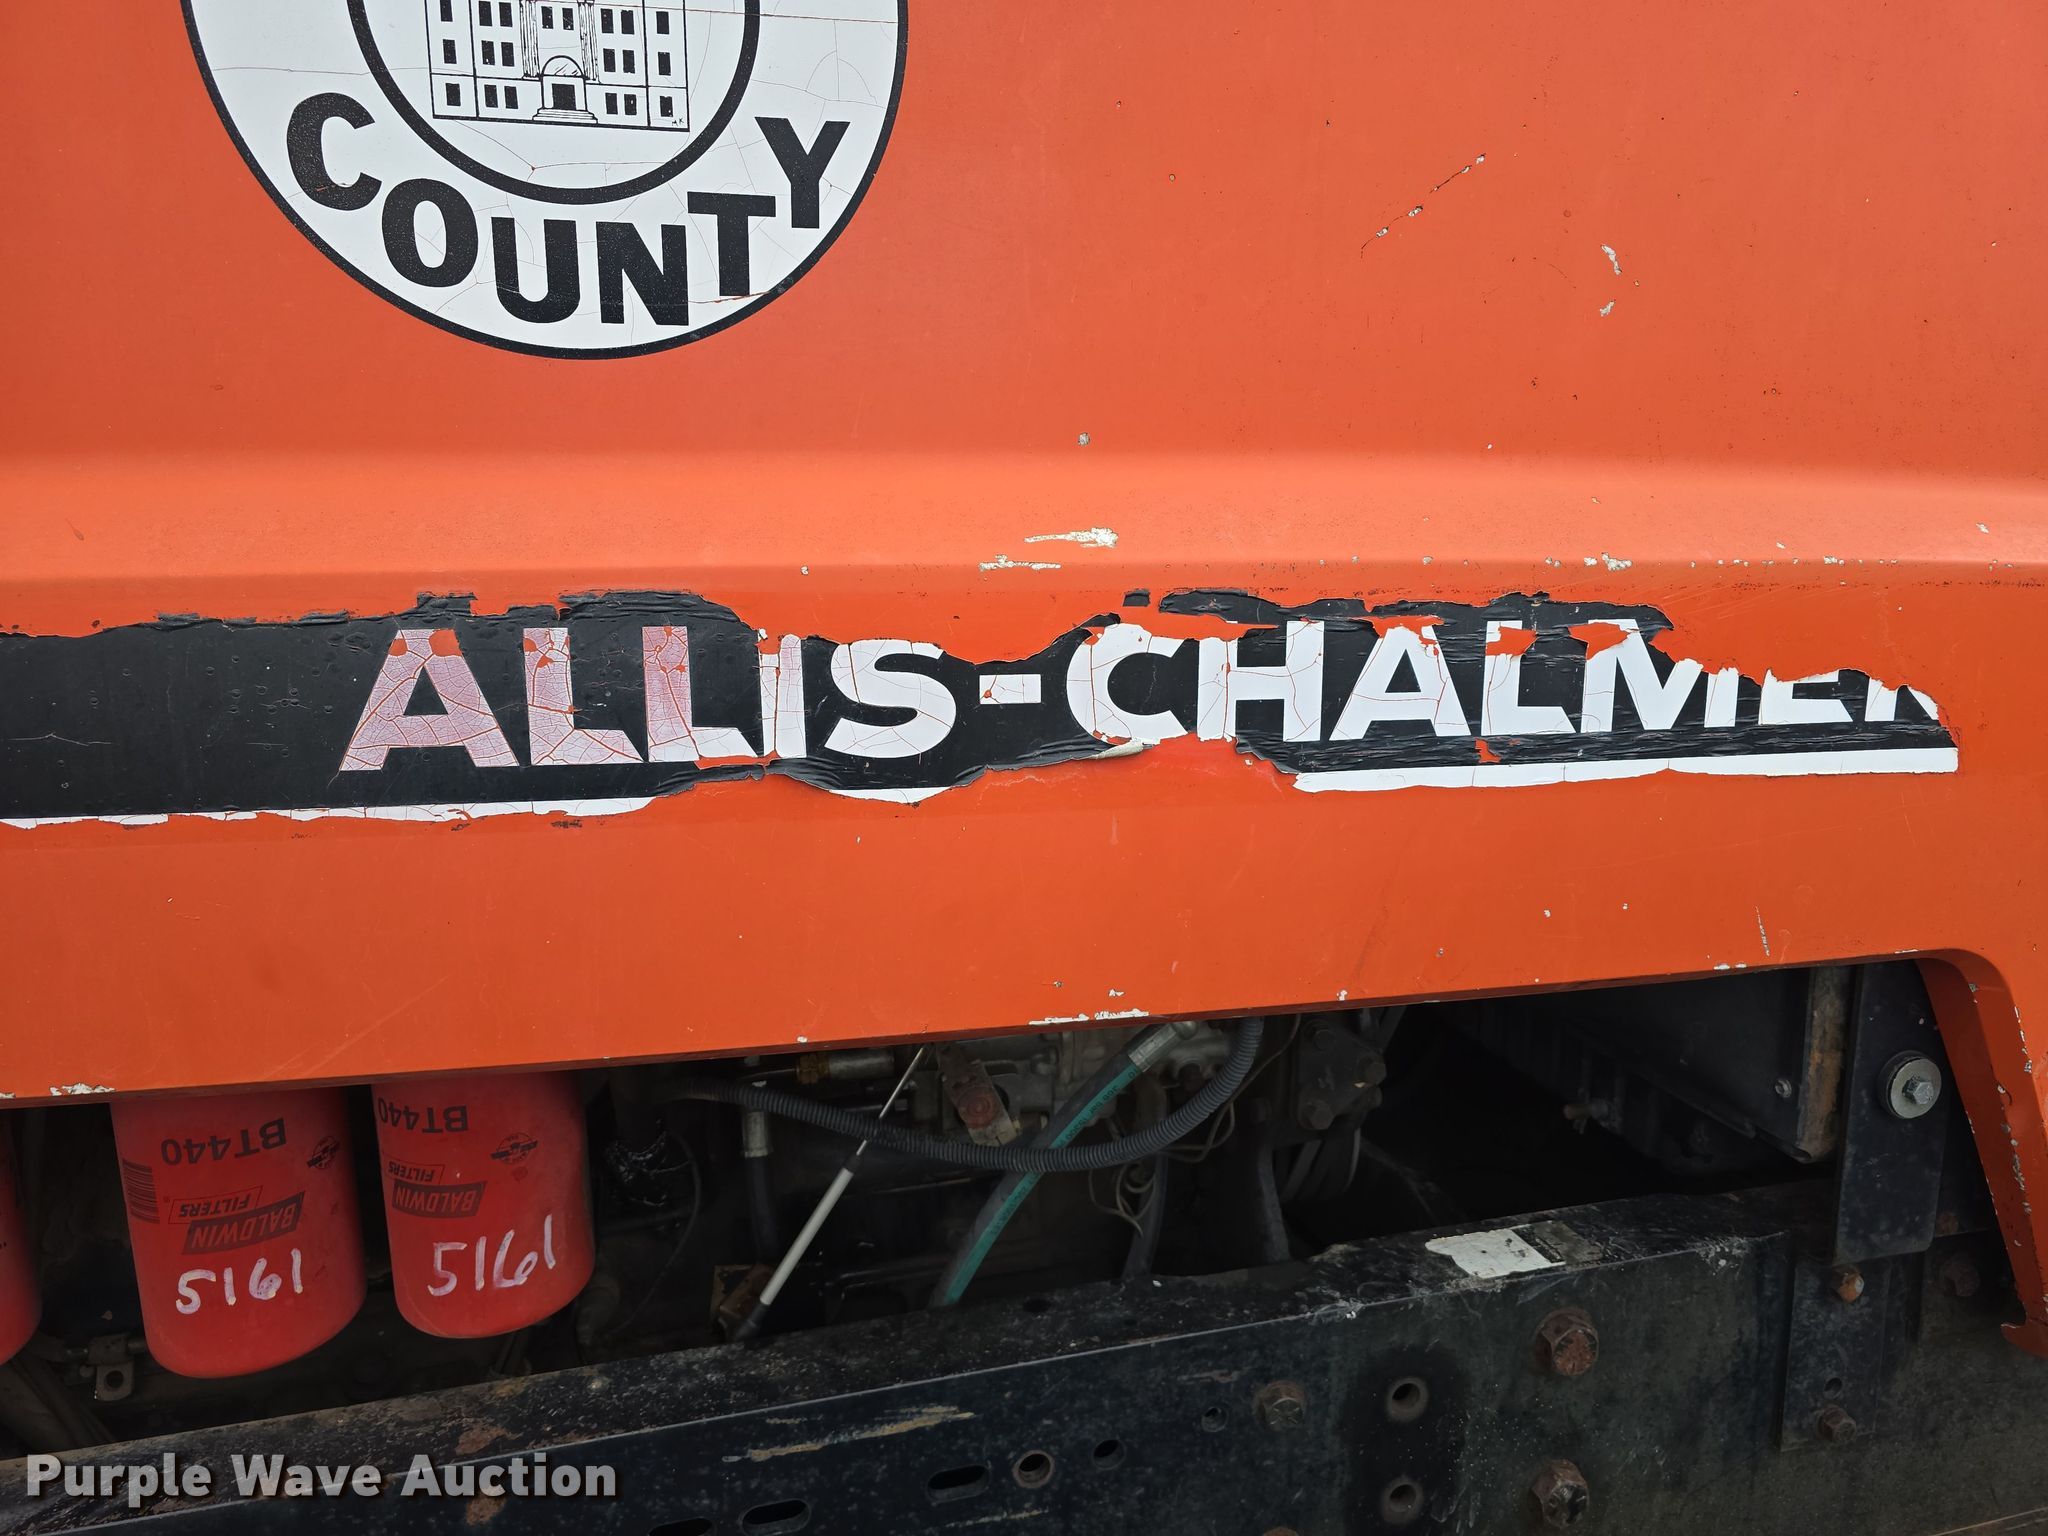 COUNTY
ALLIS-CHALMER
BT440
BALDWIN
FILTERS
5161
BT440
BALDWIN
FILTERS
5161
Purple Wave Auction